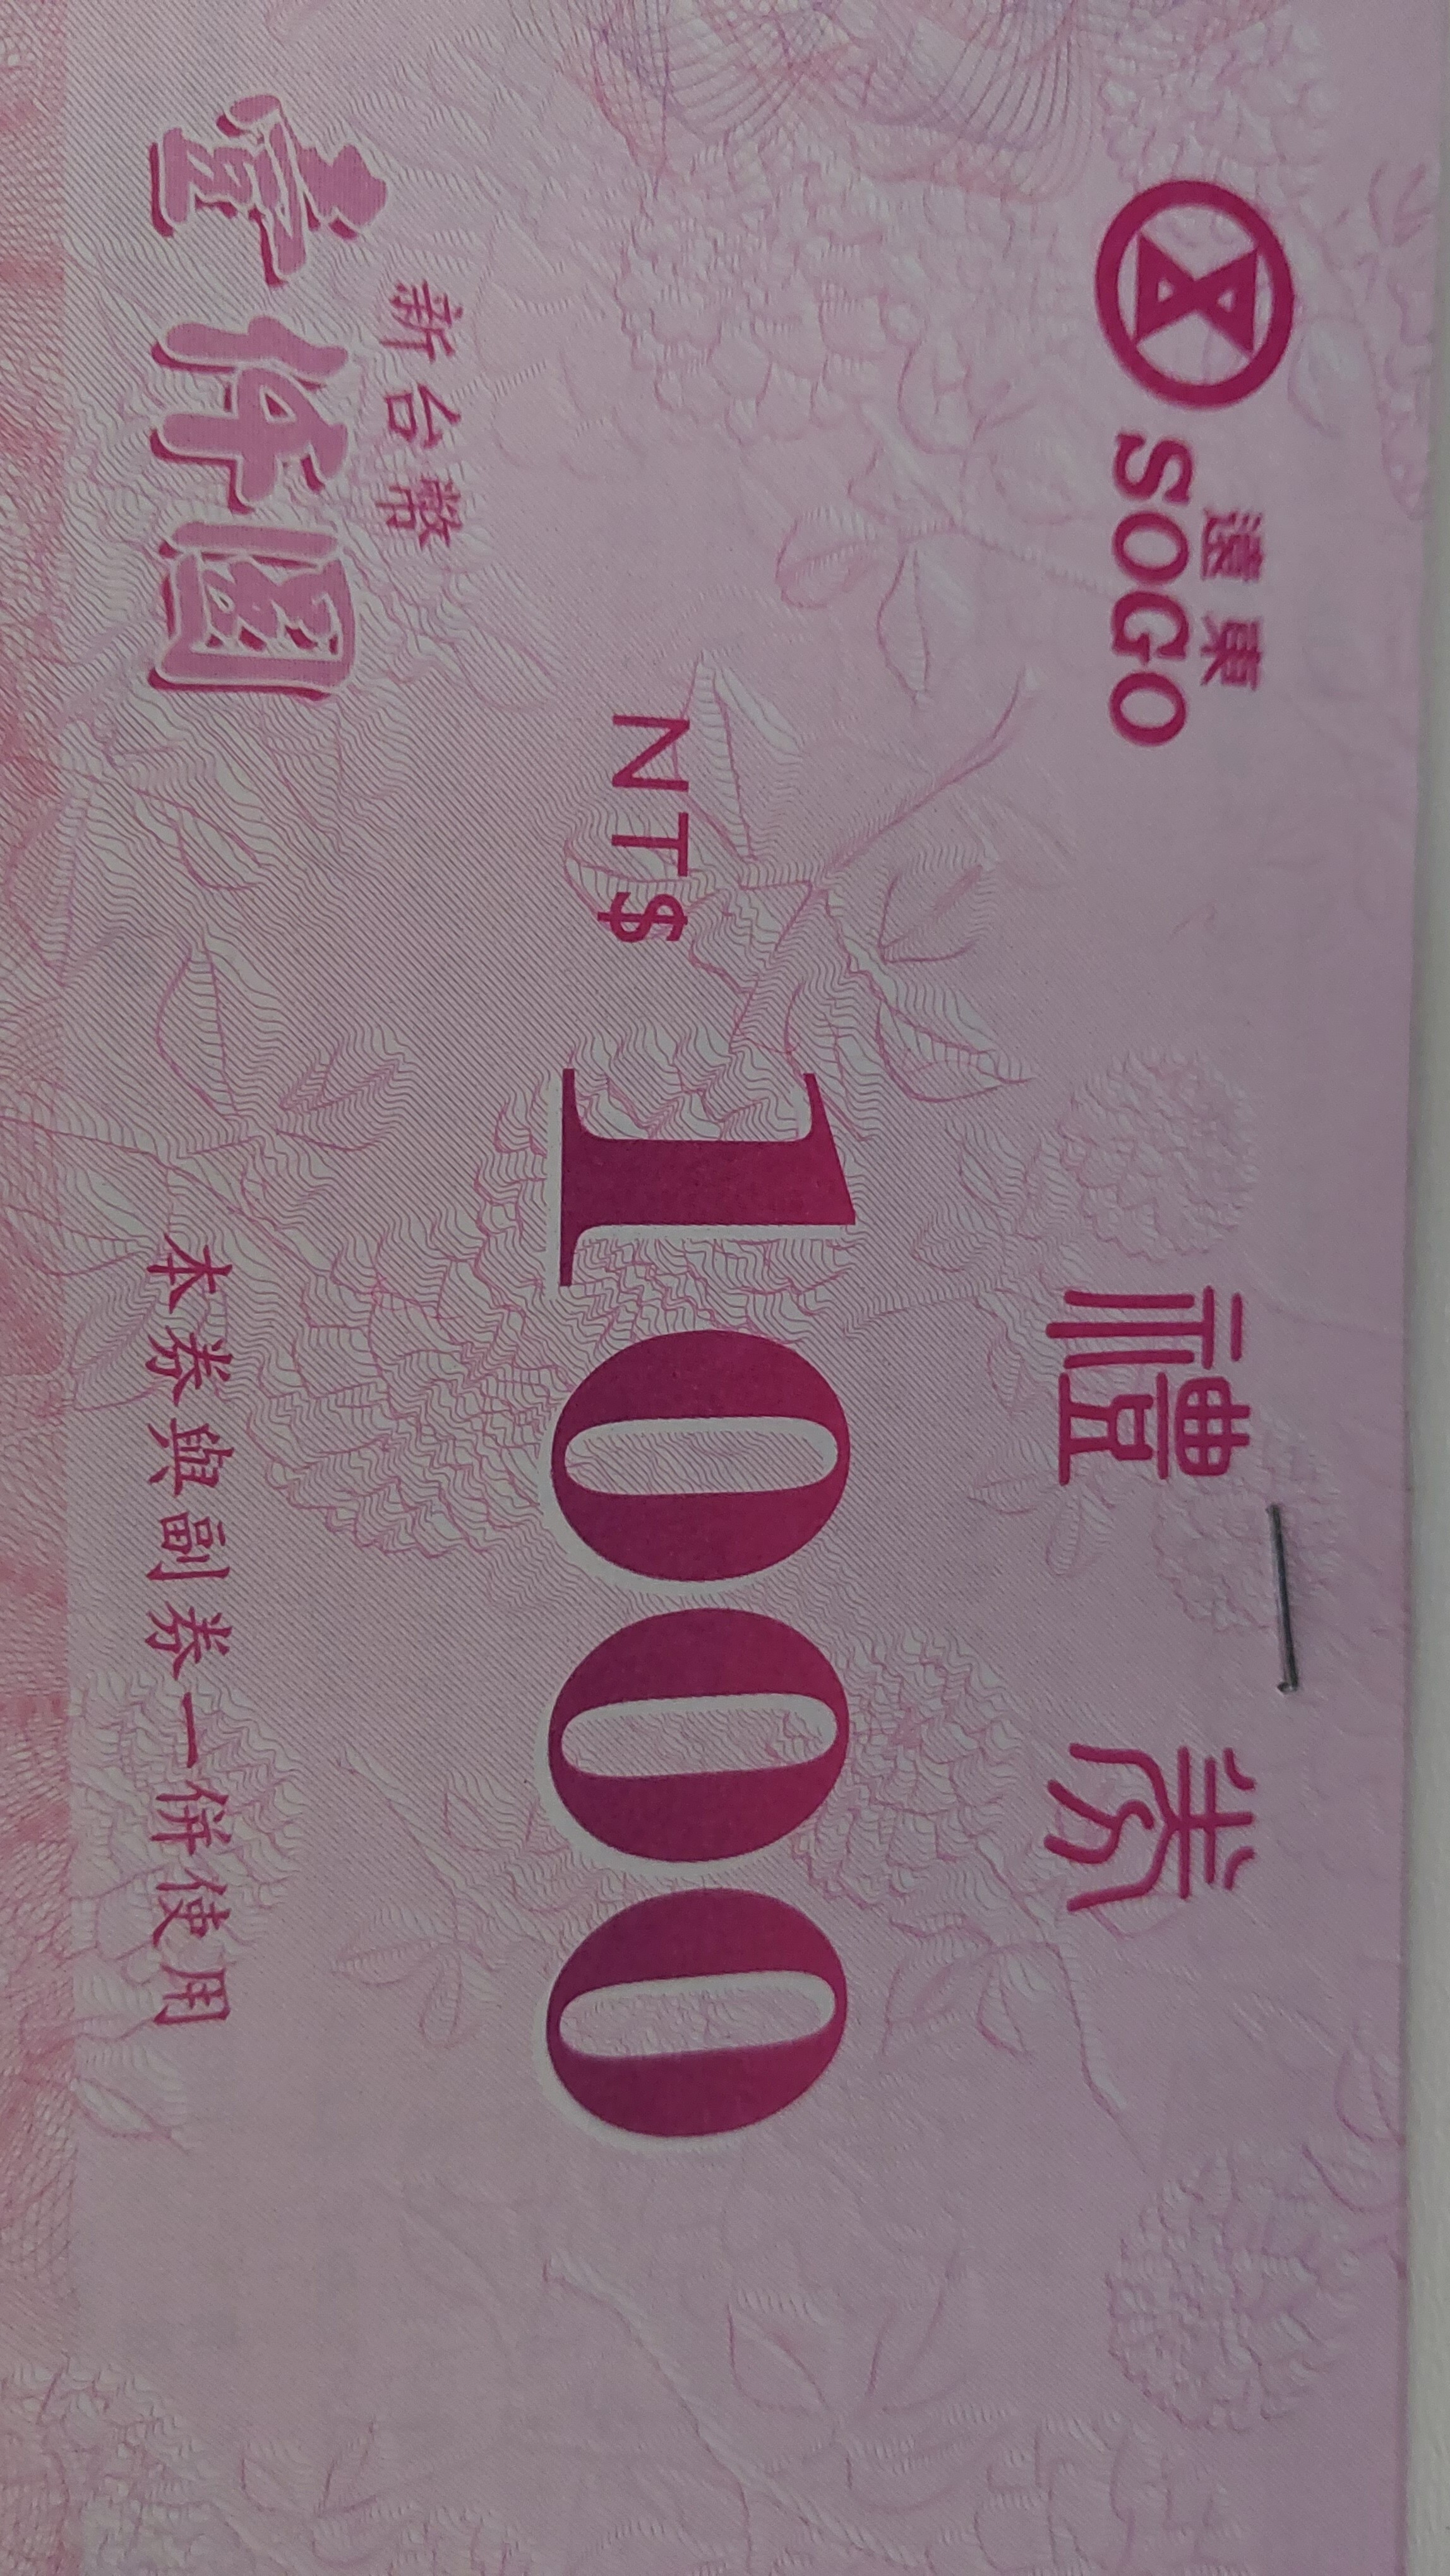 遠東
SOGO
禮 券
NT$ 1000
新台幣
壹仟圓
本券與副券一併使用